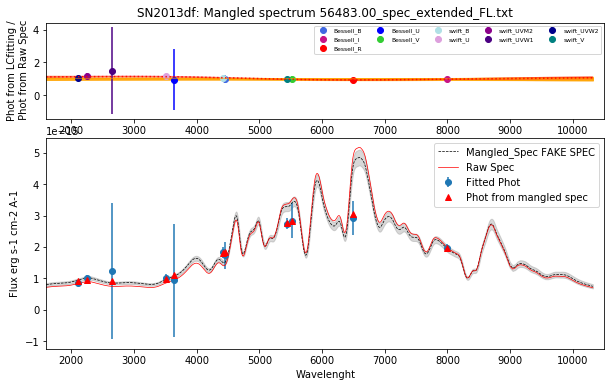 SN2013df: Mangled spectrum 56483.00_spec_extended_FL.txt
Phot from LCfitting /
Phot from Raw Spec
4
2
0
Bessell_B
Bessell_I
Bessell_R
Bessell_U
Bessell_V
swift_B
swift_U
swift_UVM2
swift_UVW1
swift_UVW2
swift_V
2000 3000 4000 5000 6000 7000 8000 9000 10000
Flux erg s-1 cm-2 A-1
5
4
3
2
1
0
−1
Mangled_Spec FAKE SPEC
Raw Spec
Fitted Phot
Phot from mangled spec
2000 3000 4000 5000 6000 7000 8000 9000 10000
Wavelenght